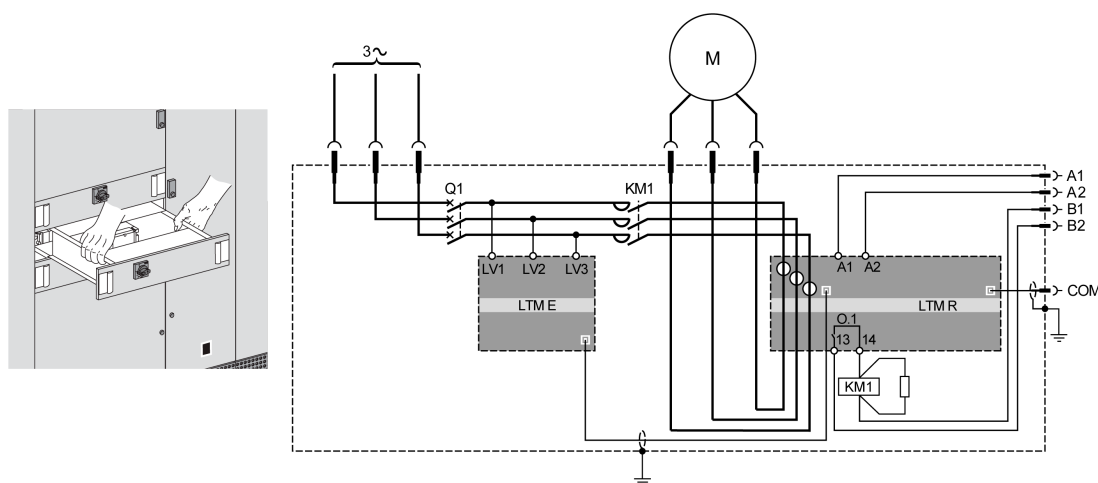 3~
M
Q1
KM1
A1
A2
B1
B2
LV1 LV2 LV3
A1 A2
LTM E
LTM R
COM
O.1
13 14
KM1